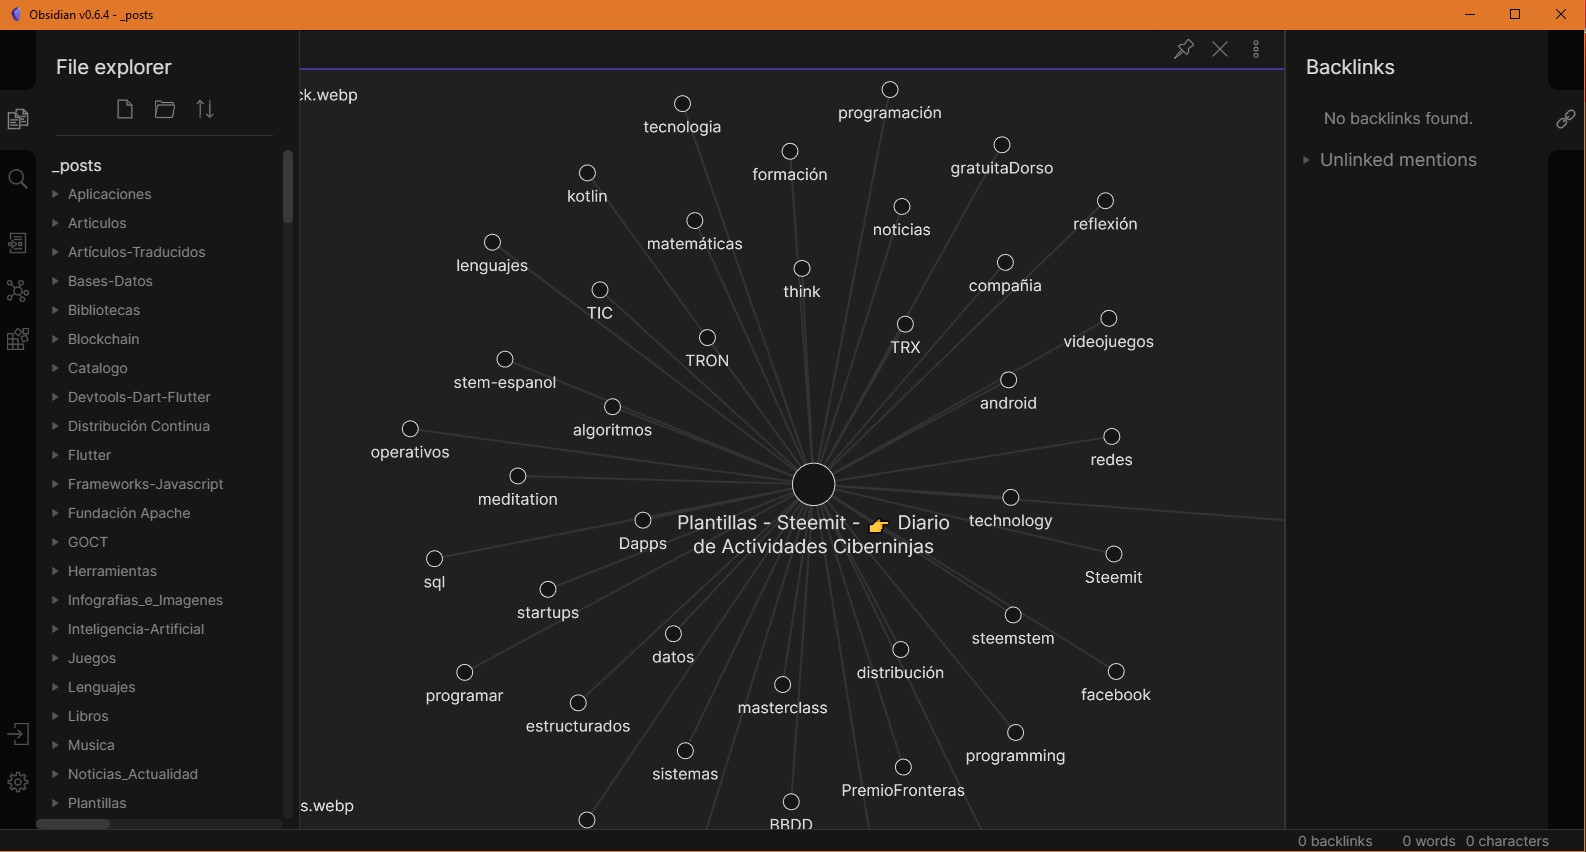 Obsidian v0.6.4 - _posts
File explorer
_posts
Aplicaciones
Articulos
Artículos-Traducidos
Bases-Datos
Bibliotecas
Blockchain
Catalogo
Devtools-Dart-Flutter
Distribución Continua
Flutter
Frameworks-Javascript
Fundación Apache
GOCT
Herramientas
Infografias_e_Imagenes
Inteligencia-Artificial
Juegos
Lenguajes
Libros
Musica
Noticias_Actualidad
Plantillas
ck.webp
tecnologia
programación
formación
gratuitaDorso
kotlin
noticias
reflexión
matemáticas
lenguajes
think
compañia
TIC
TRON
TRX
videojuegos
stem-espanol
android
algoritmos
operativos
redes
meditation
technology
Plantillas - Steemit - 👉 Diario
de Actividades Ciberninjas
Dapps
sql
Steemit
startups
steemstem
datos
distribución
programar
facebook
masterclass
estructurados
programming
sistemas
PremioFronteras
s.webp
BBDD
Backlinks
No backlinks found.
Unlinked mentions
0 backlinks
0 words
0 characters